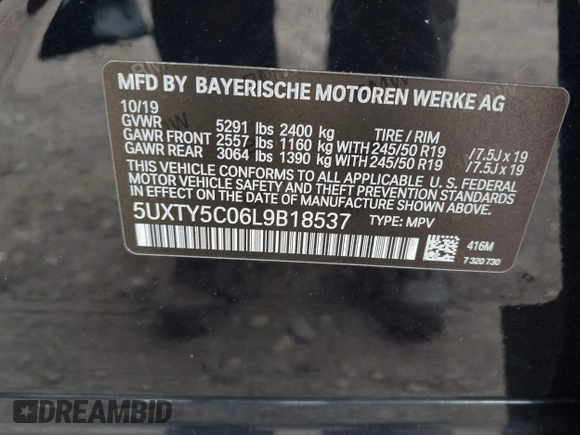 MFD BY BAYERISCHE MOTOREN WERKE AG
10/19
GVWR 5291 lbs 2400 kg TIRE / RIM
GAWR FRONT 2557 lbs 1160 kg WITH 245/50 R19 /7.5J x 19
GAWR REAR 3064 lbs 1390 kg WITH 245/50 R19 /7.5J x 19
THIS VEHICLE CONFORMS TO ALL APPLICABLE U. S. FEDERAL
MOTOR VEHICLE SAFETY AND THEFT PREVENTION STANDARDS
IN EFFECT ON THE DATE OF MANUFACTURE SHOWN ABOVE.
5UXTY5C06L9B18537 TYPE: MPV
416M
7 320 730
DREAMBID